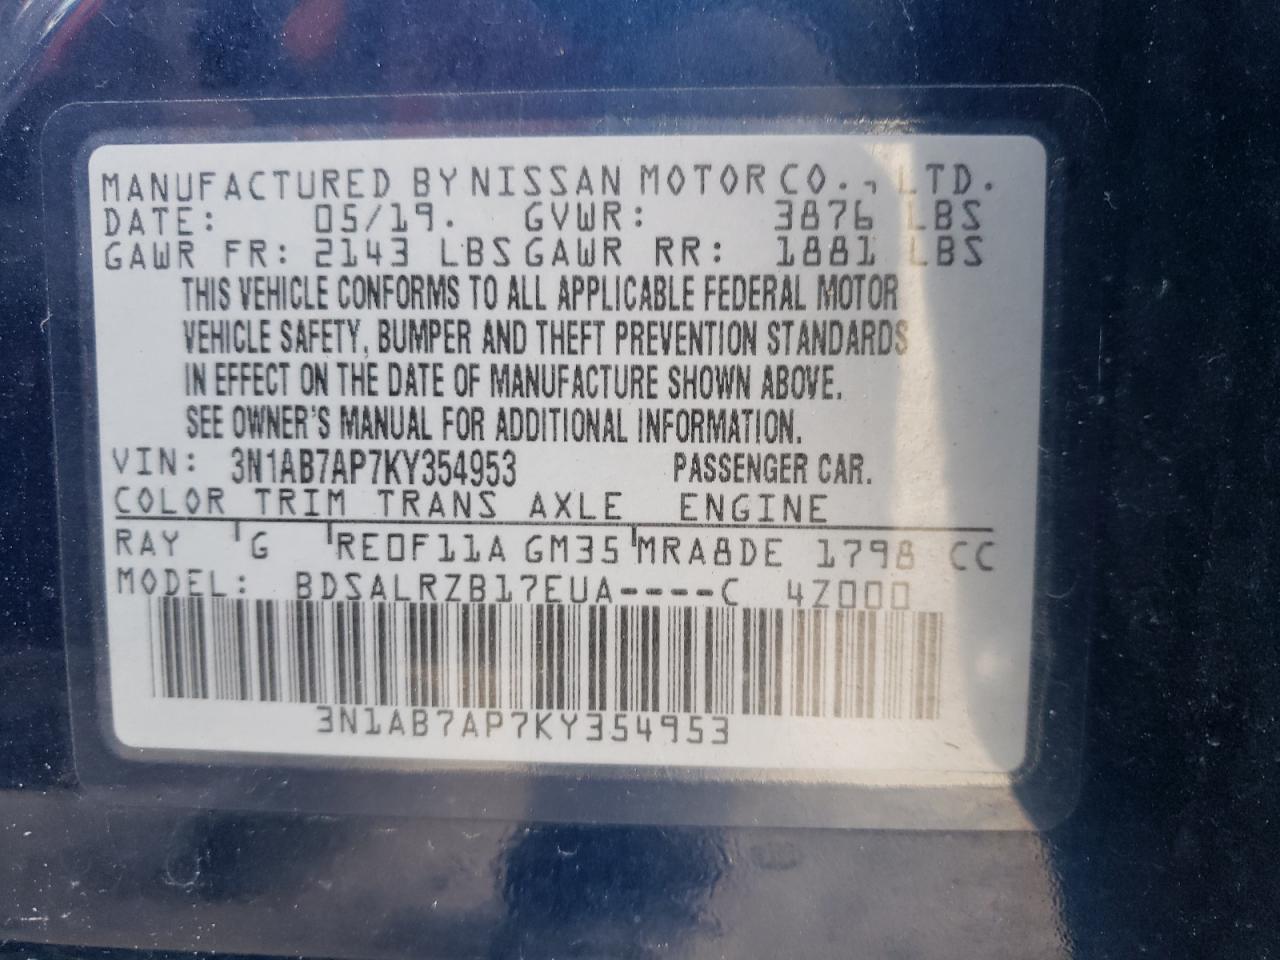 MANUFACTURED BY NISSAN MOTOR CO., LTD.
DATE: 05/19. GVWR: 3876 LBS
GAWR FR: 2143 LBS GAWR RR: 1881 LBS
THIS VEHICLE CONFORMS TO ALL APPLICABLE FEDERAL MOTOR
VEHICLE SAFETY, BUMPER AND THEFT PREVENTION STANDARDS
IN EFFECT ON THE DATE OF MANUFACTURE SHOWN ABOVE.
SEE OWNER'S MANUAL FOR ADDITIONAL INFORMATION.
VIN: 3N1AB7AP7KY354953 PASSENGER CAR.
COLOR TRIM TRANS AXLE ENGINE
RAY G RE0F11A GM35 MRA8DE 1798 CC
MODEL: BDSALRZB17EUA----C 4Z000
3N1AB7AP7KY354953